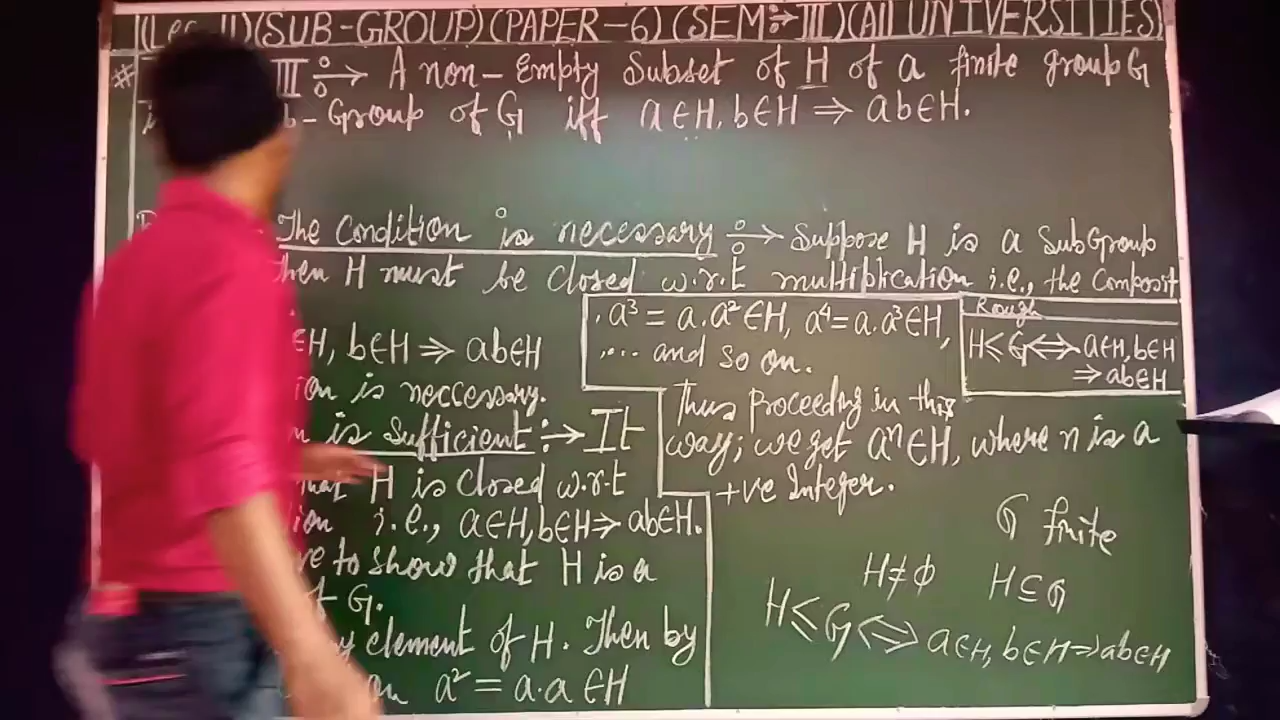 (SUB-GROUP)(PAPER-6)(SEM÷→III)(All UNIVERSITIES)
# III ÷→ A non-Empty Subset of H of a finite group G
-Group of G iff a∈H, b∈H ⇒ ab∈H.
The Condition is necessary ÷→ Suppose H is a SubGroup
then H must be closed w.r.t multiplication i.e., the Composit
∈H, b∈H ⇒ ab∈H
ion is neccessary.
n is Sufficient ÷→ It
that H is closed w.r.t
ion i.e., a∈H, b∈H ⇒ ab∈H.
ve to show that H is a
of G.
y element of H. Then by
on a² = a.a ∈H
. a³ = a.a² ∈H, a⁴ = a.a³ ∈H,
.... and so on.
Thus proceeding in this
way; we get aⁿ ∈H, where n is a
+ve Integer.
Rough
H ≤ G ⇔ a∈H, b∈H
⇒ ab∈H
G finite
H ≠ ϕ H ⊆ G
H ≤ G ⇔ a∈H, b∈H ⇒ ab∈H